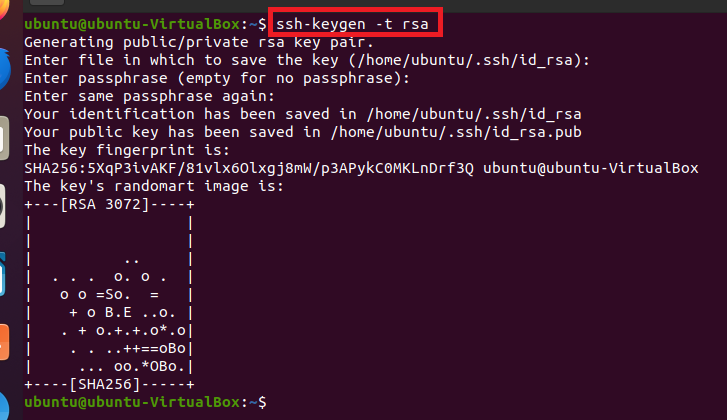 ubuntu@ubuntu-VirtualBox:~$ ssh-keygen -t rsa
Generating public/private rsa key pair.
Enter file in which to save the key (/home/ubuntu/.ssh/id_rsa):
Enter passphrase (empty for no passphrase):
Enter same passphrase again:
Your identification has been saved in /home/ubuntu/.ssh/id_rsa
Your public key has been saved in /home/ubuntu/.ssh/id_rsa.pub
The key fingerprint is:
SHA256:5XqP3ivAKF/81vlx6Olxgj8mW/p3APykC0MKLnDrf3Q ubuntu@ubuntu-VirtualBox
The key's randomart image is:
+---[RSA 3072]----+
|                 |
|                 |
|          ..     |
|  . . .  o. o .  |
|   o o =So.  =   |
|    + o B.E ..o. |
|   . + o.+.+.o*.o|
|    . . ..++==oBo|
|     ... oo.*OBo.|
+----[SHA256]-----+
ubuntu@ubuntu-VirtualBox:~$